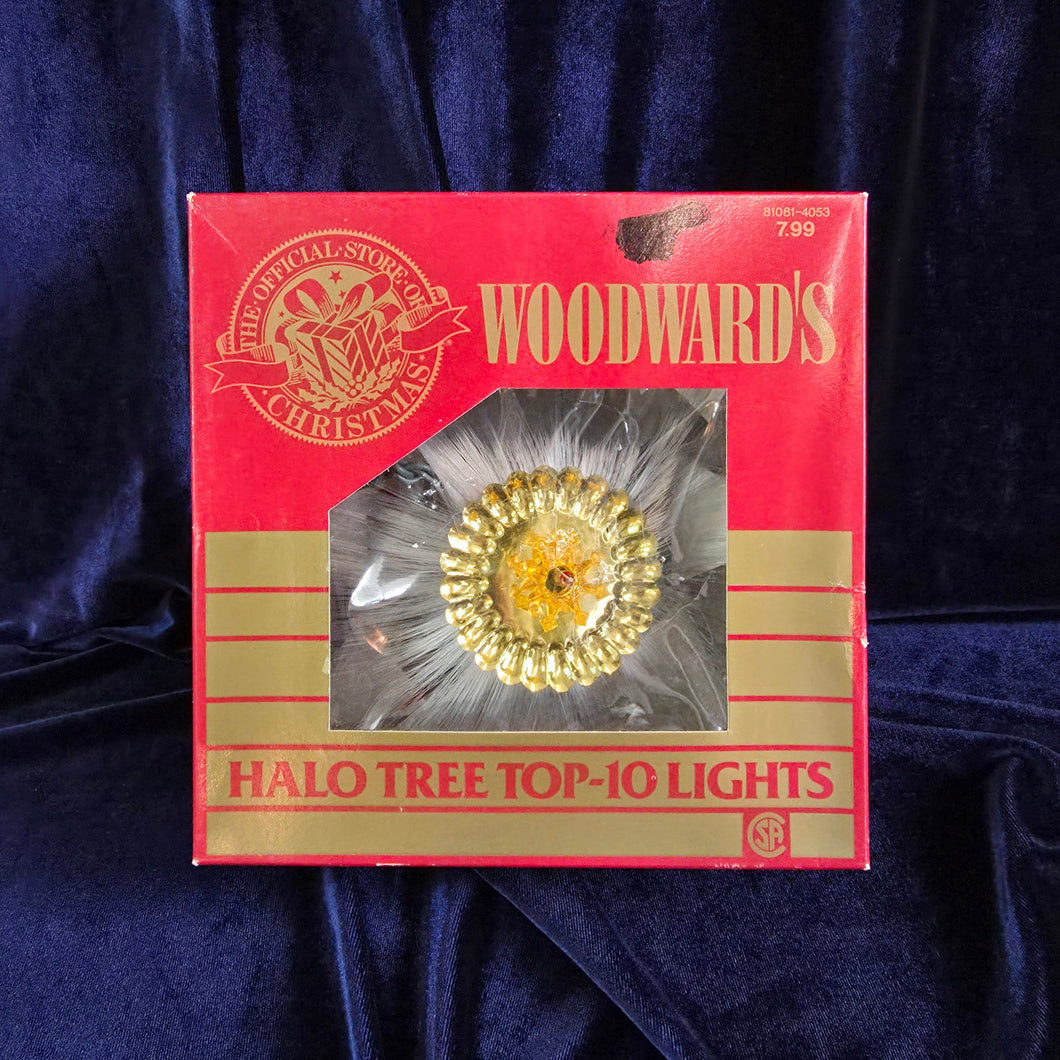 81081-4053
7.99
THE·OFFICIAL·STORE·OF
CHRISTMAS
WOODWARD'S
HALO TREE TOP-10 LIGHTS
CSA